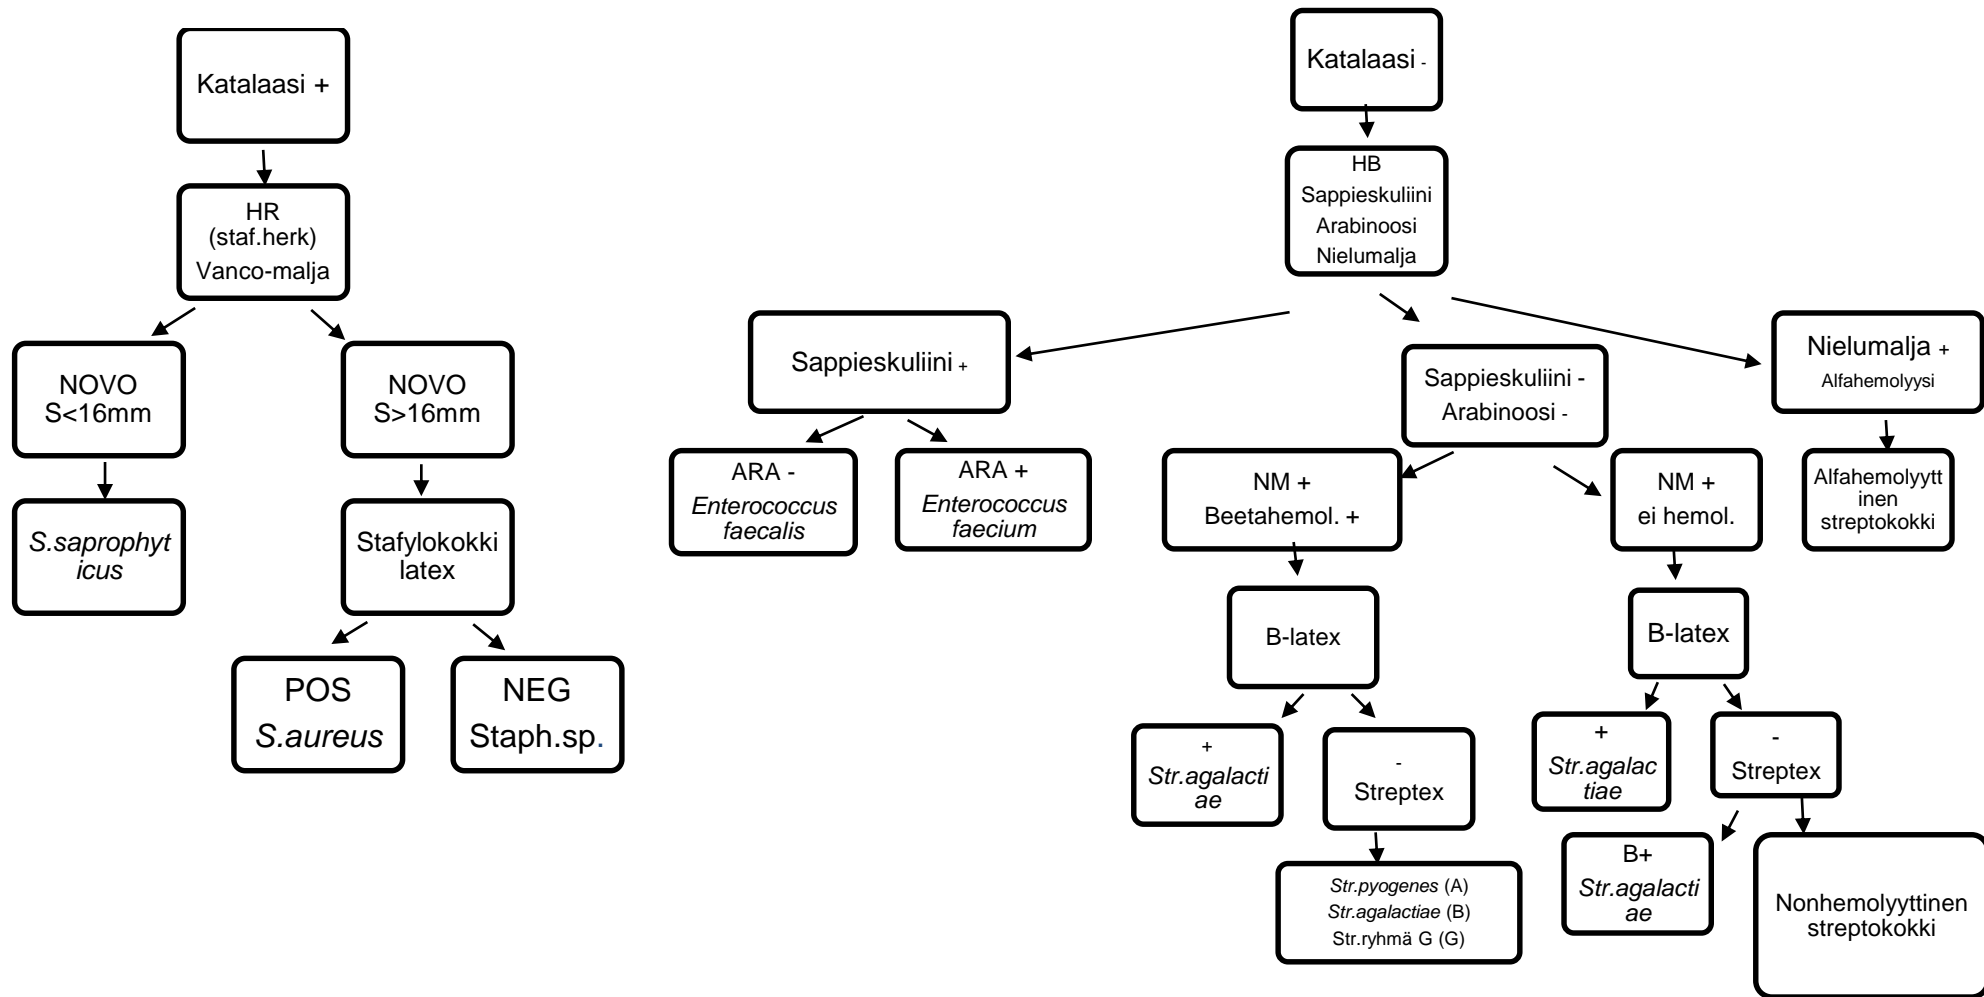 Katalaasi +
HR
(staf.herk)
Vanco-malja
NOVO
S<16mm
NOVO
S>16mm
S.saprophyt
icus
Stafylokokki
latex
POS
S.aureus
NEG
Staph.sp.
Katalaasi -
HB
Sappieskuliini
Arabinoosi
Nielumalja
Sappieskuliini +
Sappieskuliini -
Arabinoosi -
Nielumalja +
Alfahemolyysi
ARA -
Enterococcus
faecalis
ARA +
Enterococcus
faecium
NM +
Beetahemol. +
NM +
ei hemol.
Alfahemolyytt
inen
streptokokki
B-latex
B-latex
+
Str.agalacti
ae
-
Streptex
+
Str.agalac
tiae
-
Streptex
Str.pyogenes (A)
Str.agalactiae (B)
Str.ryhmä G (G)
B+
Str.agalacti
ae
Nonhemolyyttinen
streptokokki